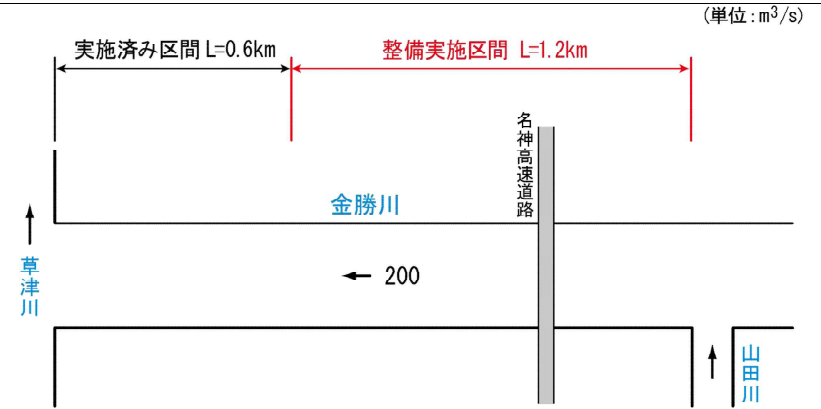 (単位:m³/s)
実施済み区間 L=0.6km
整備実施区間 L=1.2km
名神高速道路
金勝川
草津川
200
山田川